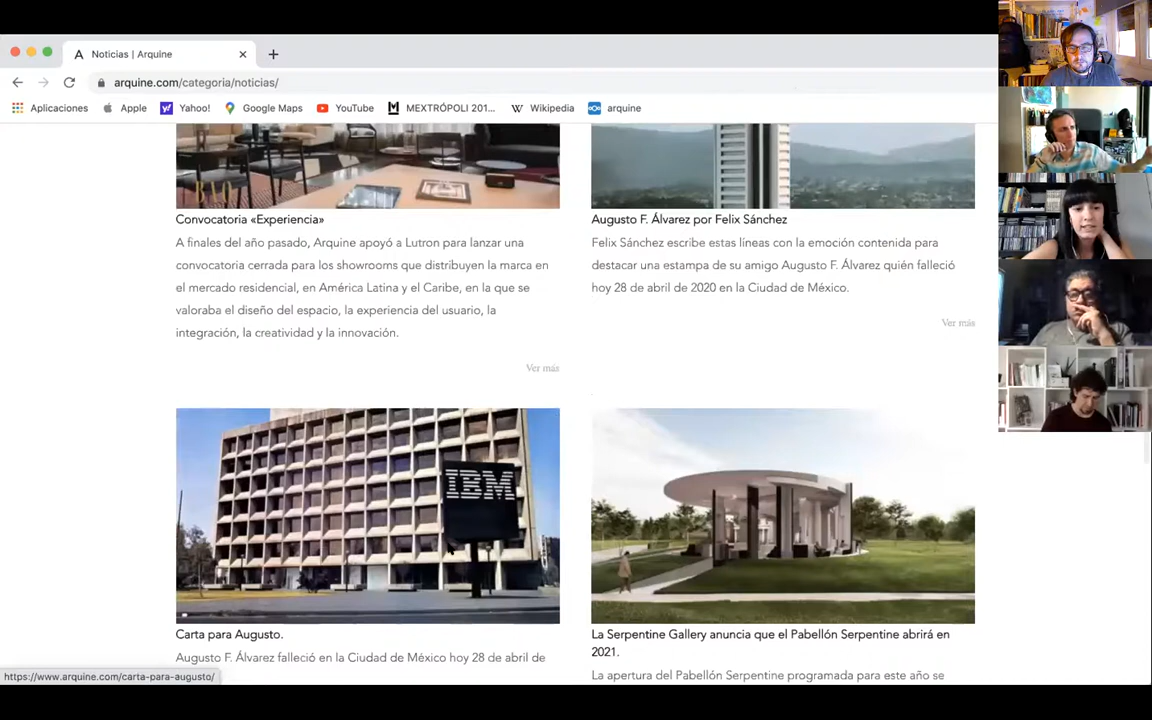 Noticias | Arquine
arquine.com/categoria/noticias/
Aplicaciones
Apple
Yahoo!
Google Maps
YouTube
MEXTRÓPOLI 201...
Wikipedia
arquine
Convocatoria «Experiencia»
A finales del año pasado, Arquine apoyó a Lutron para lanzar una
convocatoria cerrada para los showrooms que distribuyen la marca en
el mercado residencial, en América Latina y el Caribe, en la que se
valoraba el diseño del espacio, la experiencia del usuario, la
integración, la creatividad y la innovación.
Ver más
Augusto F. Álvarez por Felix Sánchez
Felix Sánchez escribe estas líneas con la emoción contenida para
destacar una estampa de su amigo Augusto F. Álvarez quién falleció
hoy 28 de abril de 2020 en la Ciudad de México.
Ver más
IBM
Carta para Augusto.
Augusto F. Álvarez falleció en la Ciudad de México hoy 28 de abril de
La Serpentine Gallery anuncia que el Pabellón Serpentine abrirá en
2021.
La apertura del Pabellón Serpentine programada para este año se
https://www.arquine.com/carta-para-augusto/